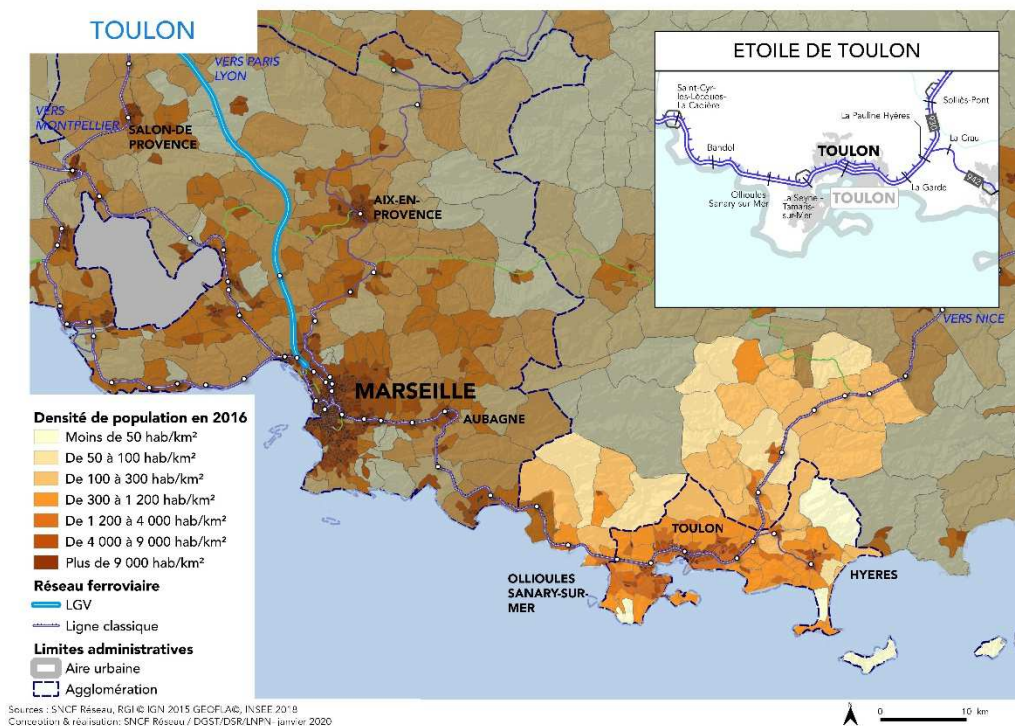 TOULON
VERS PARIS
LYON
VERS
MONTPELLIER
SALON-DE
PROVENCE
AIX-EN-
PROVENCE
MARSEILLE
AUBAGNE
TOULON
OLLIOULES
SANARY-SUR-
MER
HYERES
VERS NICE
ETOILE DE TOULON
Saint-Cyr-
les-Lècques-
La Cadière
Bandol
Ollioules
Sanary sur Mer
La Seyne -
Tamaris-
sur-Mer
TOULON
TOULON
La Pauline Hyères
La Garde
Solliès-Pont
La Crau
930
942
Densité de population en 2016
Moins de 50 hab/km²
De 50 à 100 hab/km²
De 100 à 300 hab/km²
De 300 à 1 200 hab/km²
De 1 200 à 4 000 hab/km²
De 4 000 à 9 000 hab/km²
Plus de 9 000 hab/km²
Réseau ferroviaire
LGV
Ligne classique
Limites administratives
Aire urbaine
Agglomération
Sources : SNCF Réseau, RGI © IGN 2015 GEOFLA©, INSEE 2018
Conception & réalisation: SNCF Réseau / DGST/DSR/LNPN- janvier 2020
0 10 km